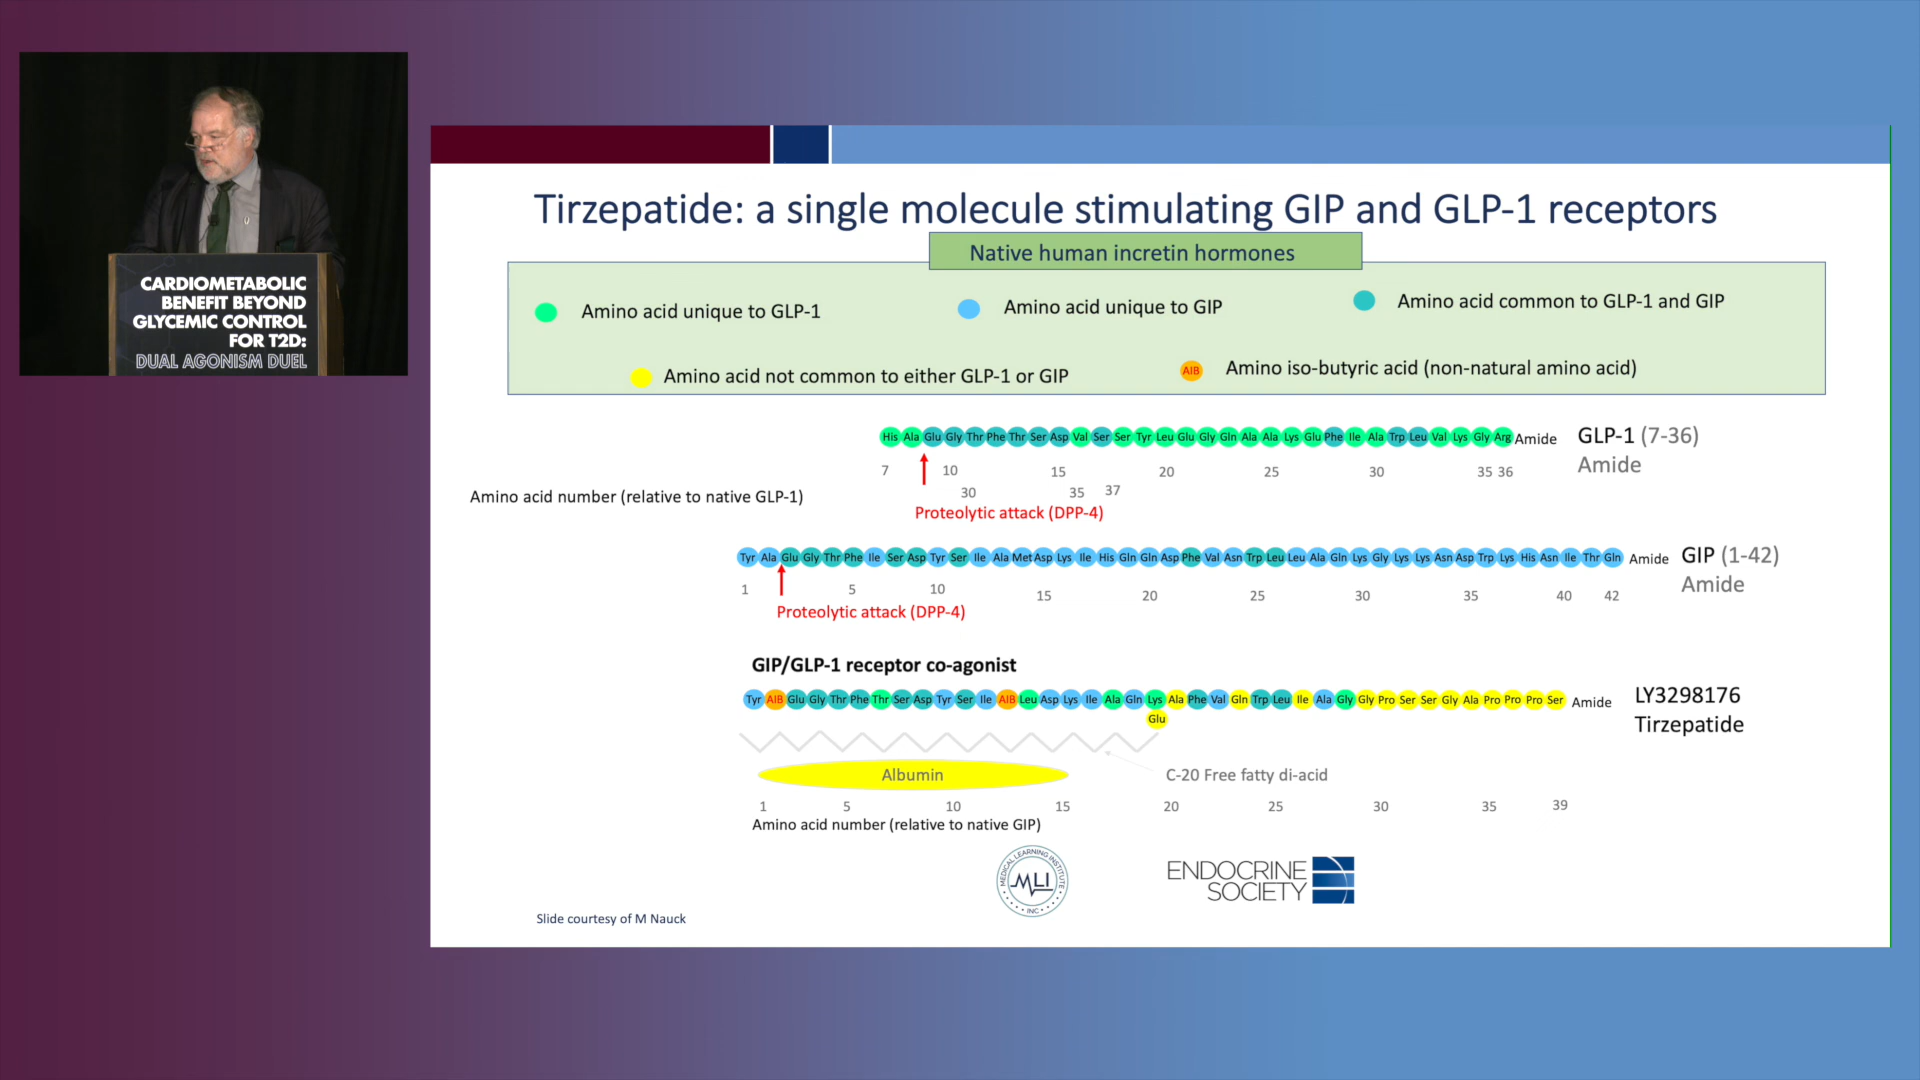 CARDIOMETABOLIC
BENEFIT BEYOND
GLYCEMIC CONTROL
FOR T2D:
DUAL AGONISM DUEL
Tirzepatide: a single molecule stimulating GIP and GLP-1 receptors
Native human incretin hormones
Amino acid unique to GLP-1
Amino acid unique to GIP
Amino acid common to GLP-1 and GIP
Amino acid not common to either GLP-1 or GIP
AIB Amino iso-butyric acid (non-natural amino acid)
His Ala Glu Gly Thr Phe Thr Ser Asp Val Ser Ser Tyr Leu Glu Gly Gln Ala Ala Lys Glu Phe Ile Ala Trp Leu Val Lys Gly Arg Amide
GLP-1 (7-36)
Amide
7 10 15 20 25 30 35 36
30 35 37
Amino acid number (relative to native GLP-1)
Proteolytic attack (DPP-4)
Tyr Ala Glu Gly Thr Phe Ile Ser Asp Tyr Ser Ile Ala Met Asp Lys Ile His Gln Gln Asp Phe Val Asn Trp Leu Leu Ala Gln Lys Gly Lys Lys Asn Asp Trp Lys His Asn Ile Thr Gln Amide
GIP (1-42)
Amide
1 5 10 15 20 25 30 35 40 42
Proteolytic attack (DPP-4)
GIP/GLP-1 receptor co-agonist
Tyr AIB Glu Gly Thr Phe Thr Ser Asp Tyr Ser Ile AIB Leu Asp Lys Ile Ala Gln Lys Ala Phe Val Gln Trp Leu Ile Ala Gly Gly Pro Ser Ser Gly Ala Pro Pro Pro Ser Amide
Glu
LY3298176
Tirzepatide
Albumin
C-20 Free fatty di-acid
1 5 10 15 20 25 30 35 39
Amino acid number (relative to native GIP)
MEDICAL LEARNING INSTITUTE
MLI
INC
ENDOCRINE
SOCIETY
Slide courtesy of M Nauck